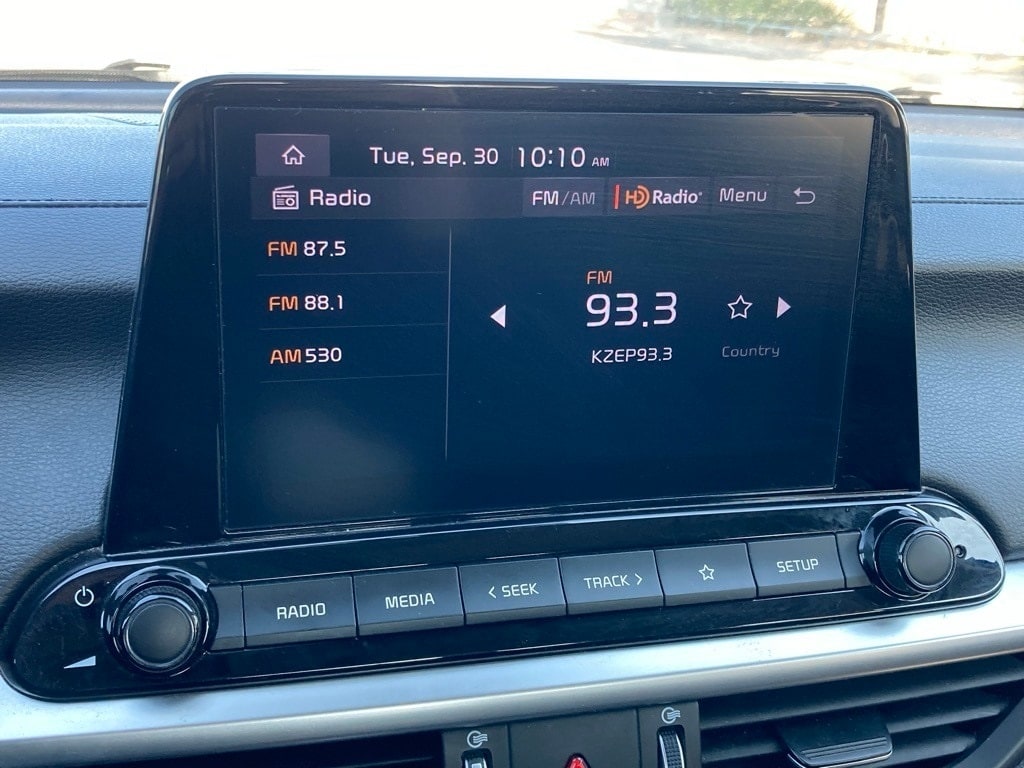 Tue, Sep. 30 10:10 AM
Radio FM/AM HD Radio® Menu
FM 87.5
FM 88.1
AM 530
FM
93.3
KZEP93.3 Country
RADIO MEDIA < SEEK TRACK > SETUP